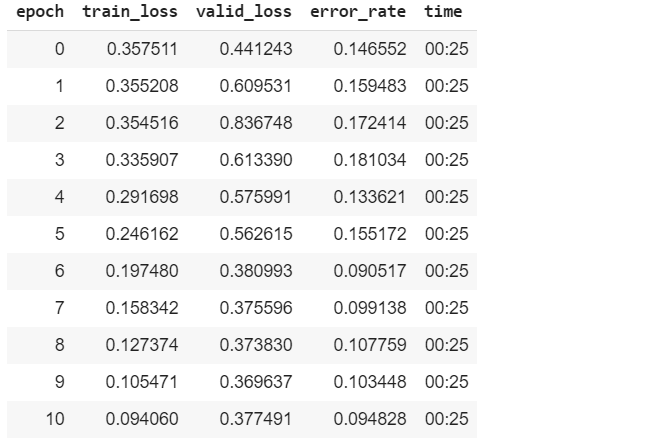 epoch train_loss valid_loss error_rate time
0 0.357511 0.441243 0.146552 00:25
1 0.355208 0.609531 0.159483 00:25
2 0.354516 0.836748 0.172414 00:25
3 0.335907 0.613390 0.181034 00:25
4 0.291698 0.575991 0.133621 00:25
5 0.246162 0.562615 0.155172 00:25
6 0.197480 0.380993 0.090517 00:25
7 0.158342 0.375596 0.099138 00:25
8 0.127374 0.373830 0.107759 00:25
9 0.105471 0.369637 0.103448 00:25
10 0.094060 0.377491 0.094828 00:25